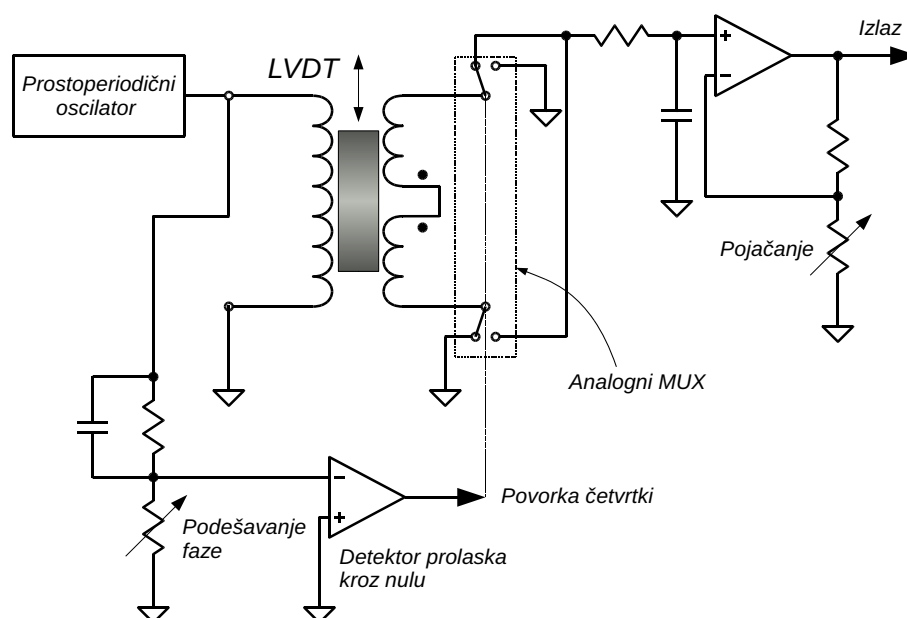 Izlaz
LVDT
Prostoperiodični
oscilator
Pojačanje
Analogni MUX
Povorka četvrtki
Podešavanje
faze
Detektor prolaska
kroz nulu